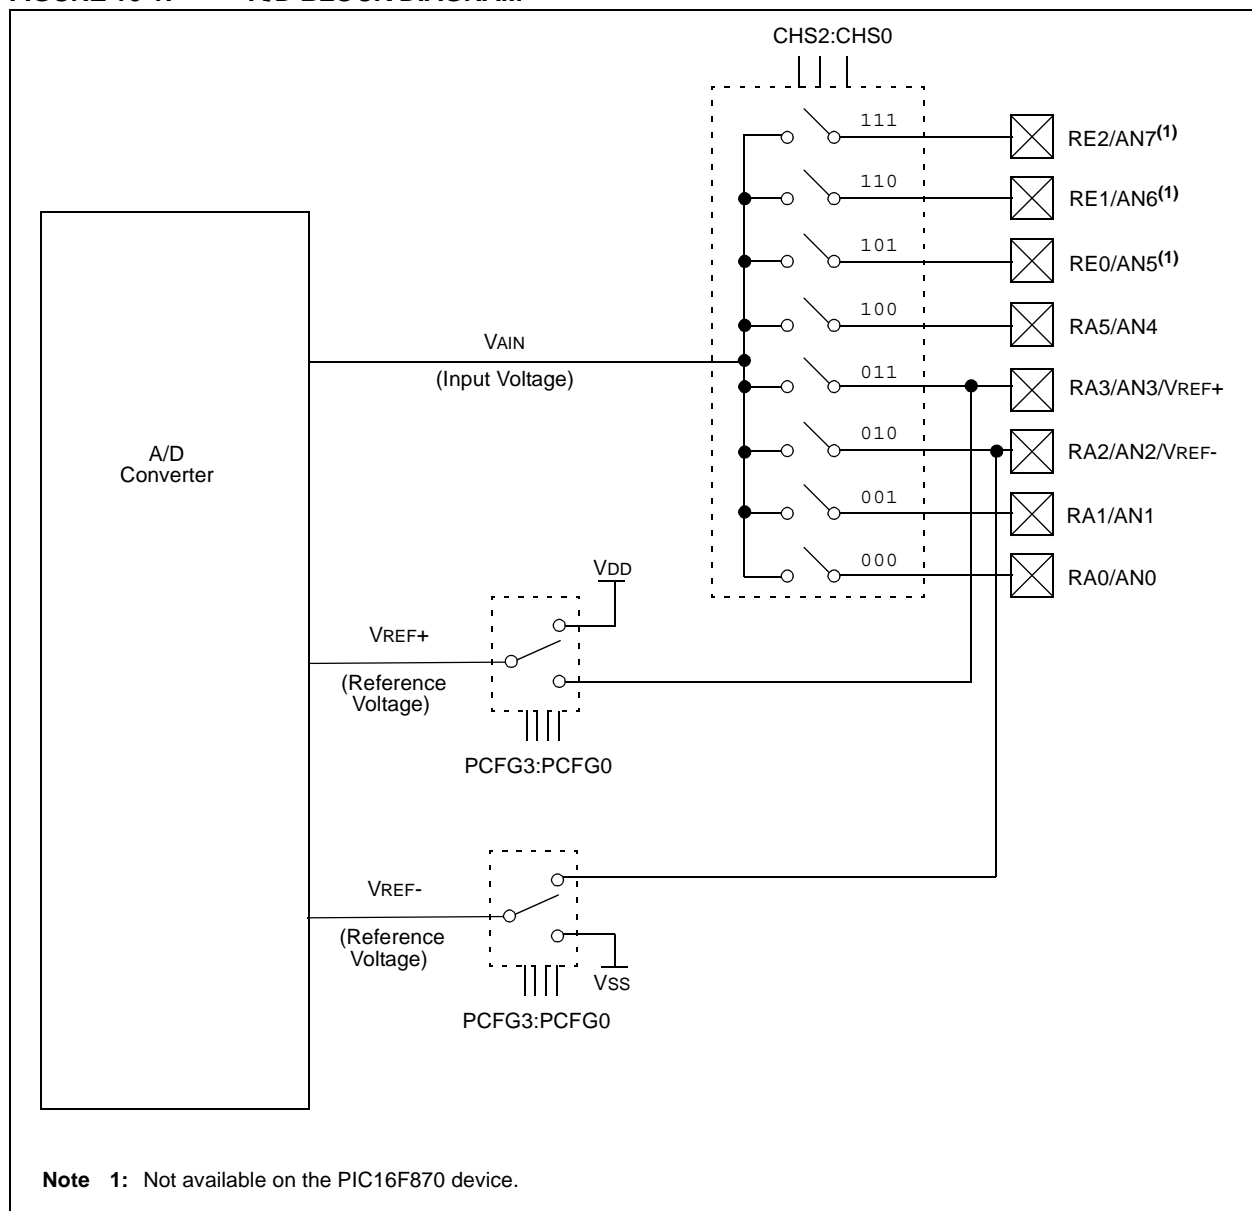 CHS2:CHS0
111
RE2/AN7(1)
110
RE1/AN6(1)
101
RE0/AN5(1)
100
RA5/AN4
VAIN
(Input Voltage)
011
RA3/AN3/VREF+
010
RA2/AN2/VREF-
A/D
Converter
001
RA1/AN1
000
RA0/AN0
VDD
VREF+
(Reference
Voltage)
PCFG3:PCFG0
VREF-
(Reference
Voltage)
VSS
PCFG3:PCFG0
Note 1: Not available on the PIC16F870 device.